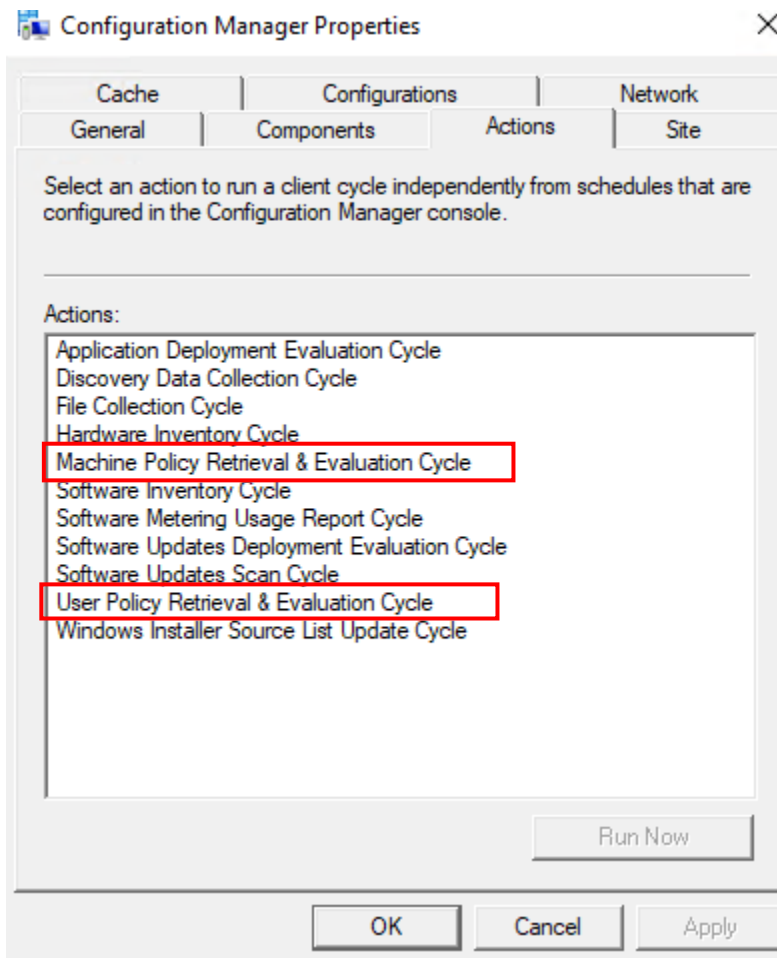 Configuration Manager Properties
Cache
Configurations
Network
General
Components
Actions
Site
Select an action to run a client cycle independently from schedules that are
configured in the Configuration Manager console.
Actions:
Application Deployment Evaluation Cycle
Discovery Data Collection Cycle
File Collection Cycle
Hardware Inventory Cycle
Machine Policy Retrieval & Evaluation Cycle
Software Inventory Cycle
Software Metering Usage Report Cycle
Software Updates Deployment Evaluation Cycle
Software Updates Scan Cycle
User Policy Retrieval & Evaluation Cycle
Windows Installer Source List Update Cycle
Run Now
OK
Cancel
Apply